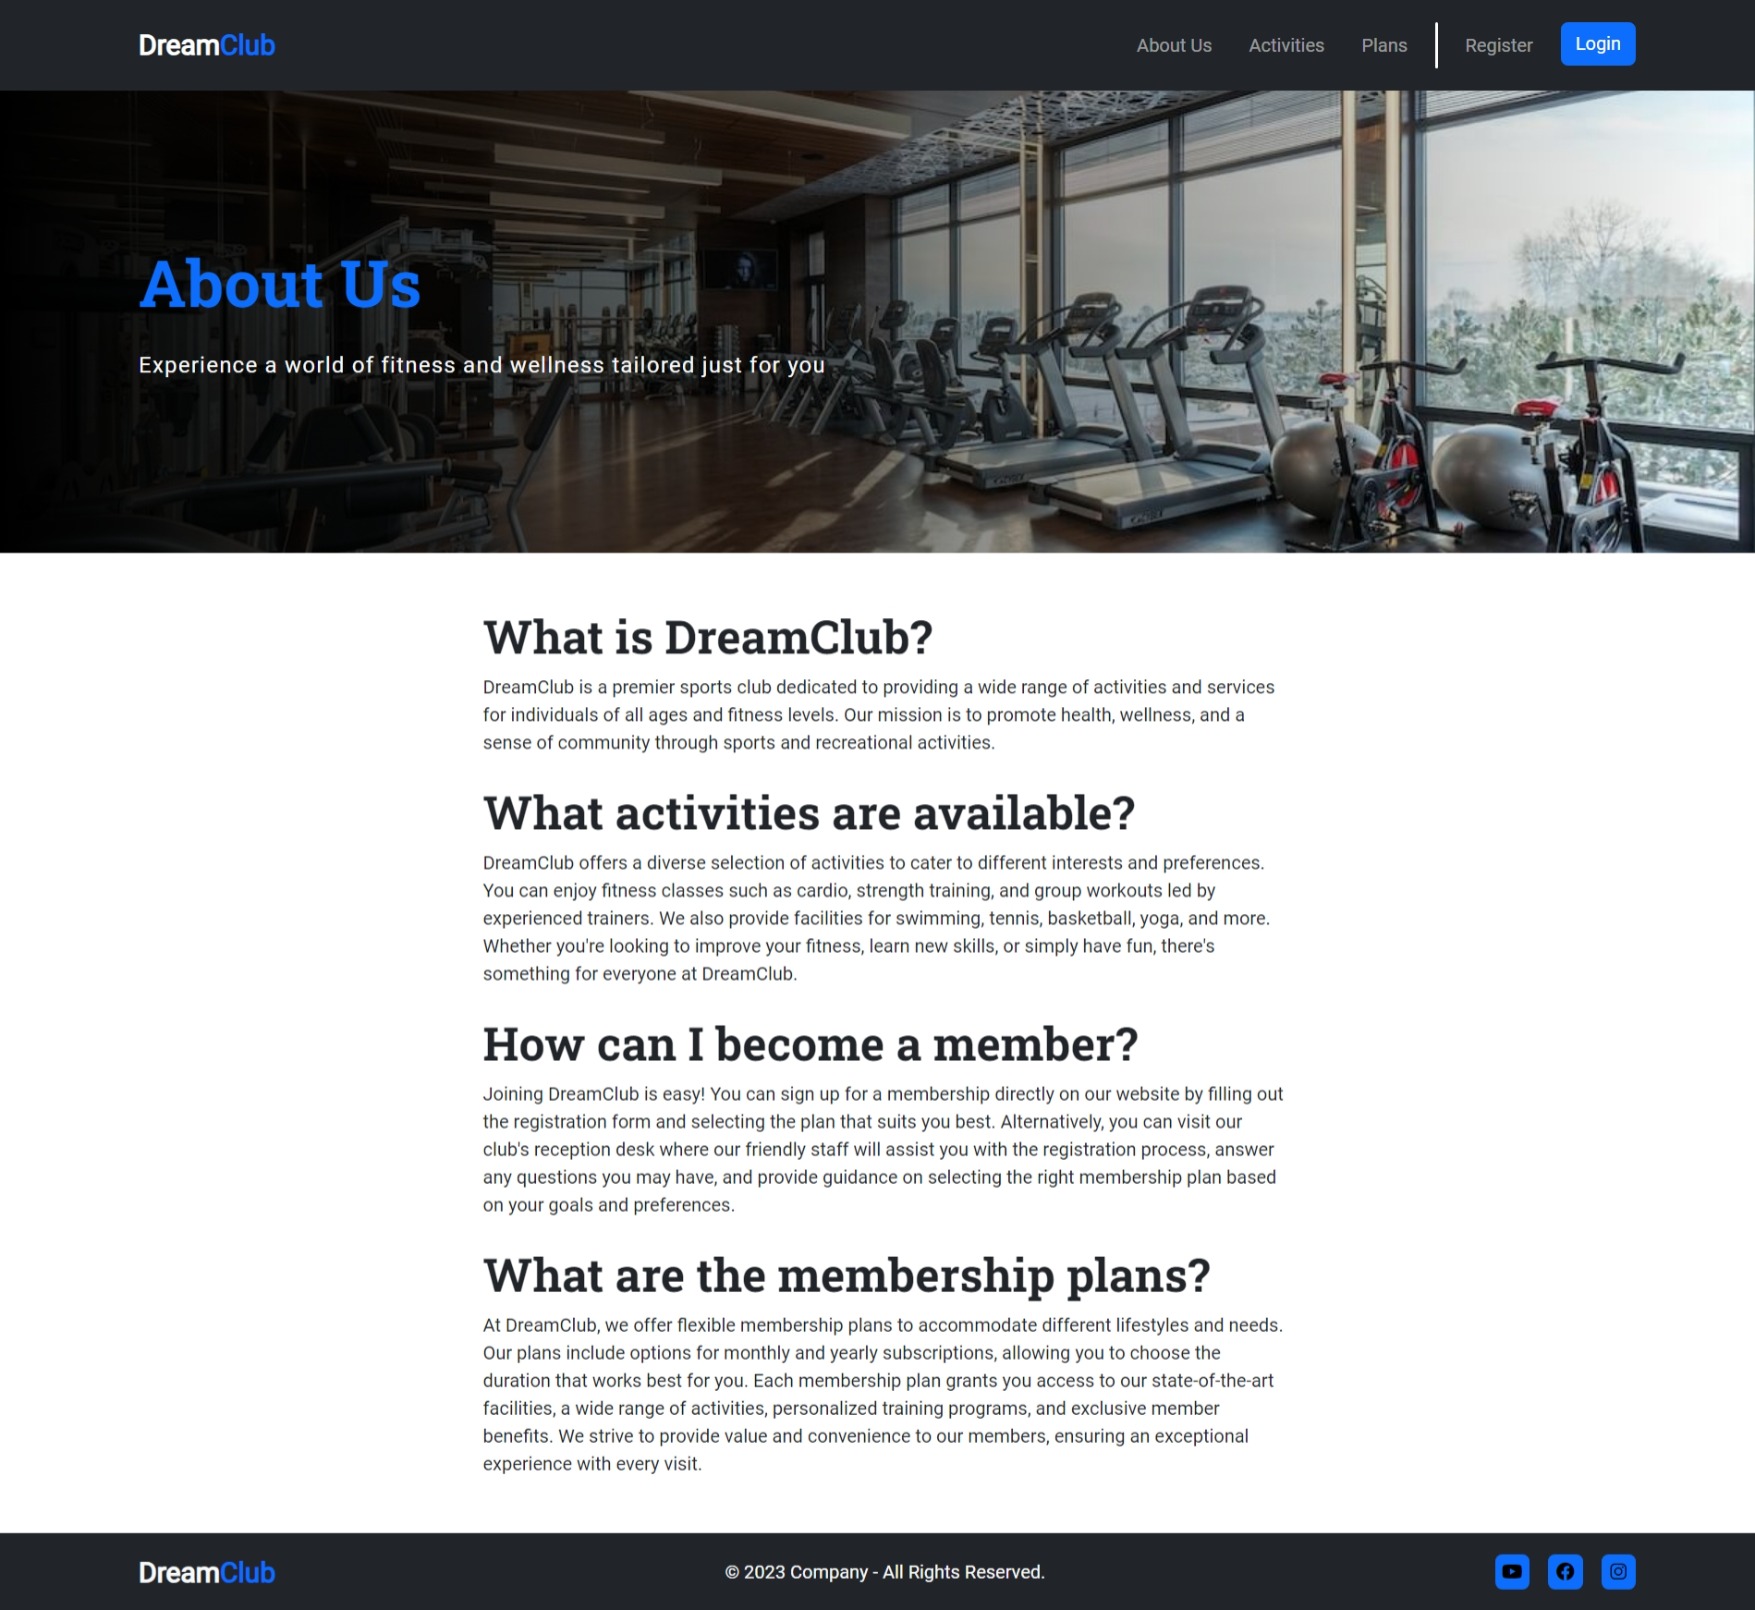 DreamClub
About Us
Activities
Plans
Register
Login
About Us
Experience a world of fitness and wellness tailored just for you
What is DreamClub?
DreamClub is a premier sports club dedicated to providing a wide range of activities and services
for individuals of all ages and fitness levels. Our mission is to promote health, wellness, and a
sense of community through sports and recreational activities.
What activities are available?
DreamClub offers a diverse selection of activities to cater to different interests and preferences.
You can enjoy fitness classes such as cardio, strength training, and group workouts led by
experienced trainers. We also provide facilities for swimming, tennis, basketball, yoga, and more.
Whether you're looking to improve your fitness, learn new skills, or simply have fun, there's
something for everyone at DreamClub.
How can I become a member?
Joining DreamClub is easy! You can sign up for a membership directly on our website by filling out
the registration form and selecting the plan that suits you best. Alternatively, you can visit our
club's reception desk where our friendly staff will assist you with the registration process, answer
any questions you may have, and provide guidance on selecting the right membership plan based
on your goals and preferences.
What are the membership plans?
At DreamClub, we offer flexible membership plans to accommodate different lifestyles and needs.
Our plans include options for monthly and yearly subscriptions, allowing you to choose the
duration that works best for you. Each membership plan grants you access to our state-of-the-art
facilities, a wide range of activities, personalized training programs, and exclusive member
benefits. We strive to provide value and convenience to our members, ensuring an exceptional
experience with every visit.
DreamClub
© 2023 Company - All Rights Reserved.